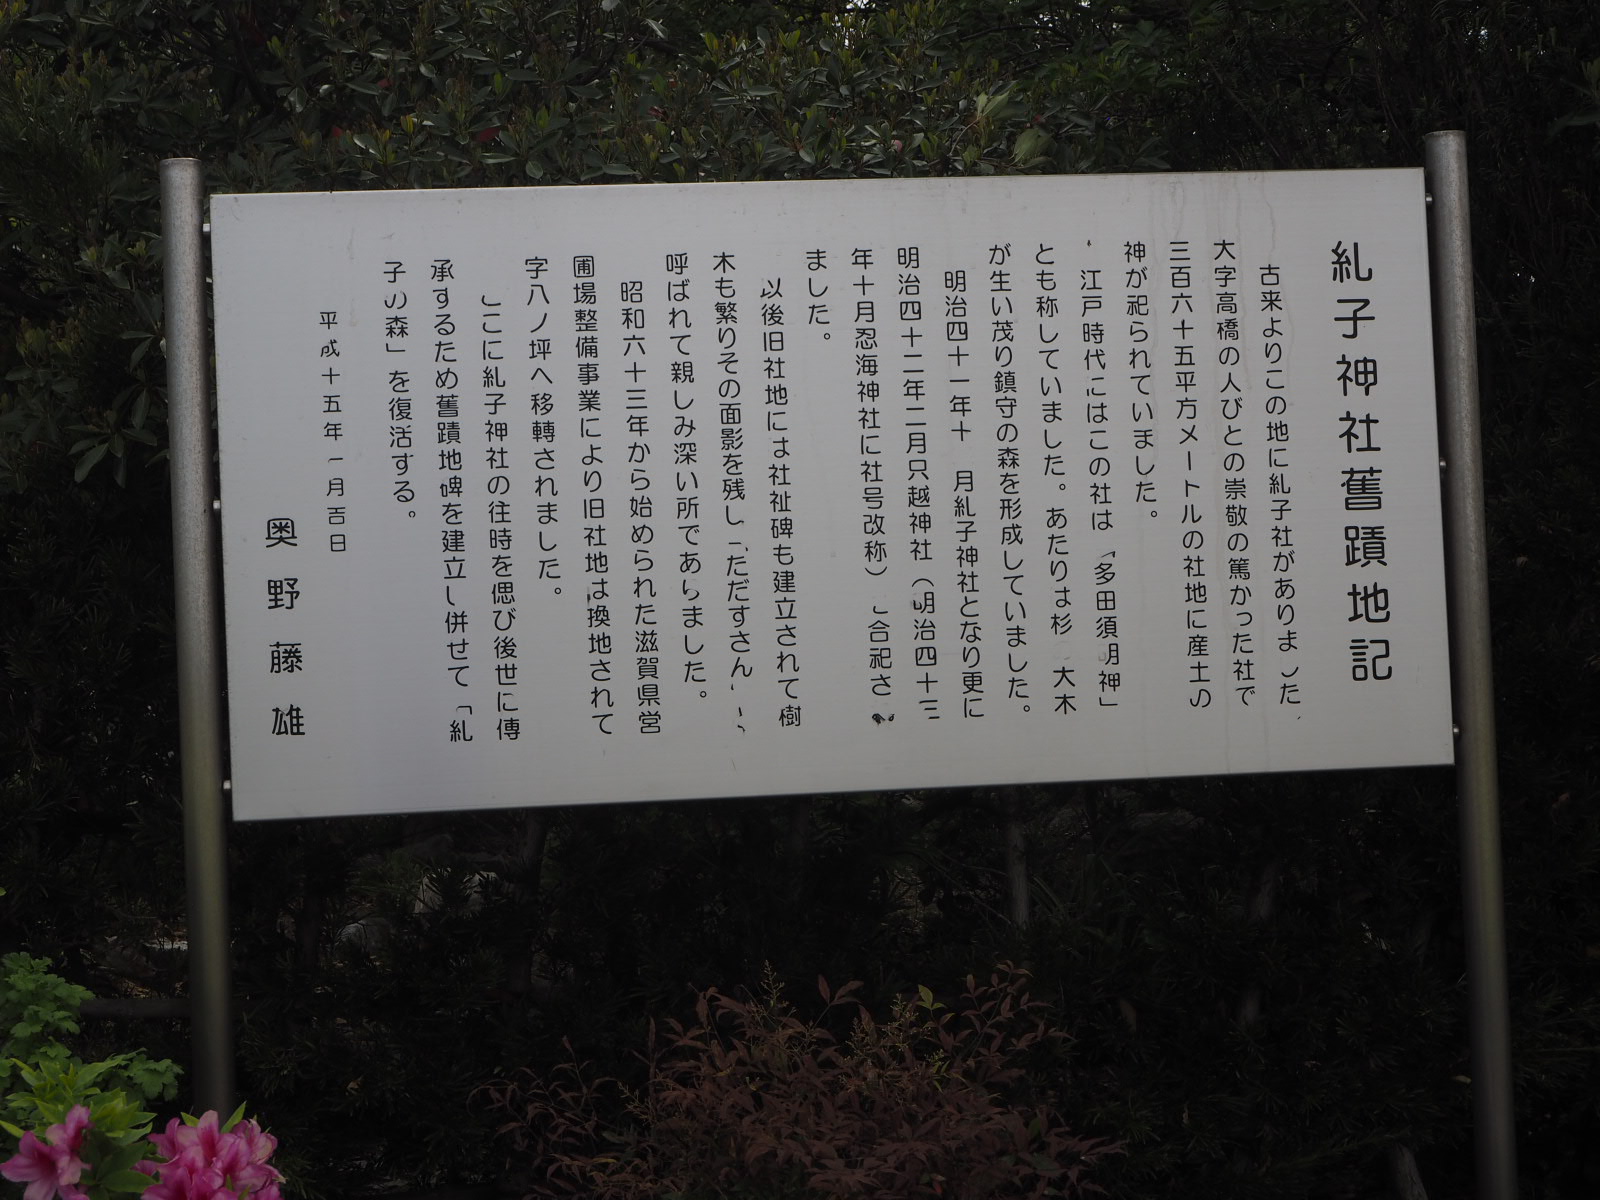 糺子神社舊蹟地記
古来よりこの地に糺子社がありました
大字高橋の人びとの崇敬の篤かった社で
三百六十五平方メートルの社地に産土の
神が祀られていました。
江戸時代にはこの社は「多田須明神」
とも称していました。あたりは杉 大木
が生い茂り鎮守の森を形成していました。
明治四十一年十 月糺子神社となり更に
明治四十二年二月只越神社(明治四十三
年十月忍海神社に社号改称) 合祀さ
ました。
以後旧社地には社祉碑も建立されて樹
木も繁りその面影を残し「ただすさん
呼ばれて親しみ深い所であらました。
昭和六十三年から始められた滋賀県営
圃場整備事業により旧社地は換地されて
字八ノ坪へ移轉されました。
ここに糺子神社の往時を偲び後世に傳
承するため舊蹟地碑を建立し併せて「糺
子の森」を復活する。
平成十五年一月百日
奥野藤雄